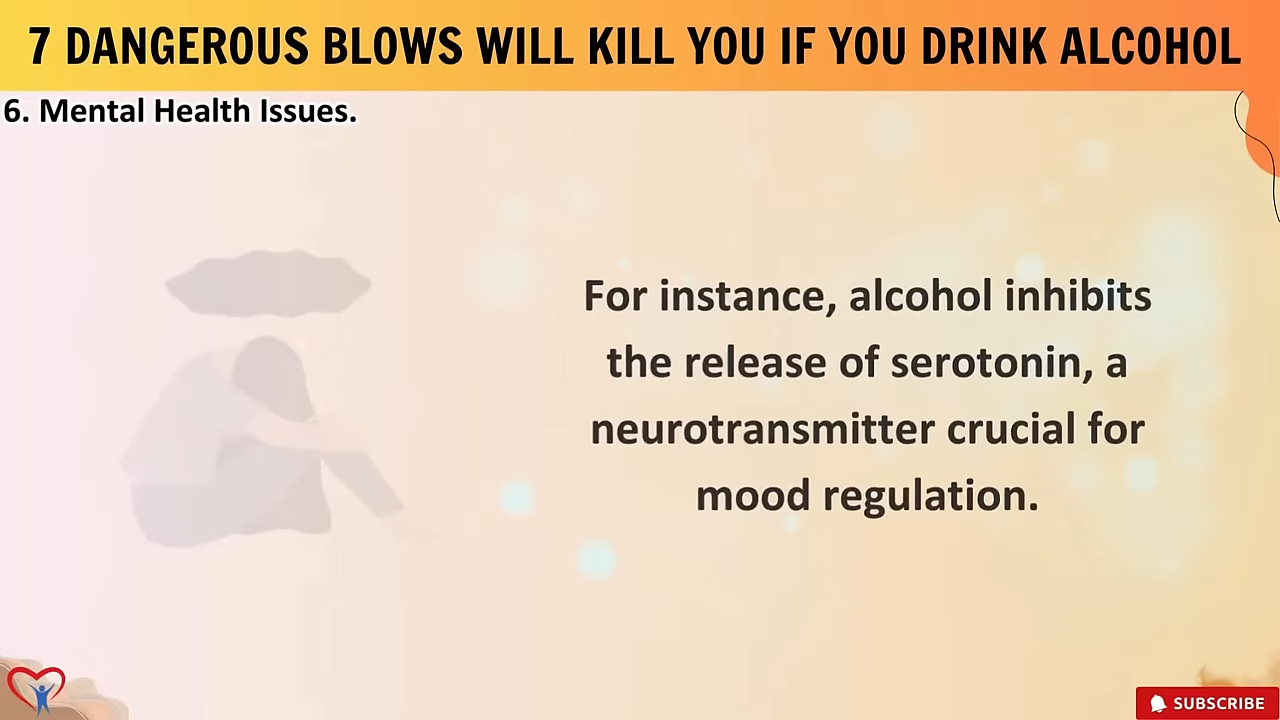 7 DANGEROUS BLOWS WILL KILL YOU IF YOU DRINK ALCOHOL
6. Mental Health Issues.
For instance, alcohol inhibits
the release of serotonin, a
neurotransmitter crucial for
mood regulation.
SUBSCRIBE